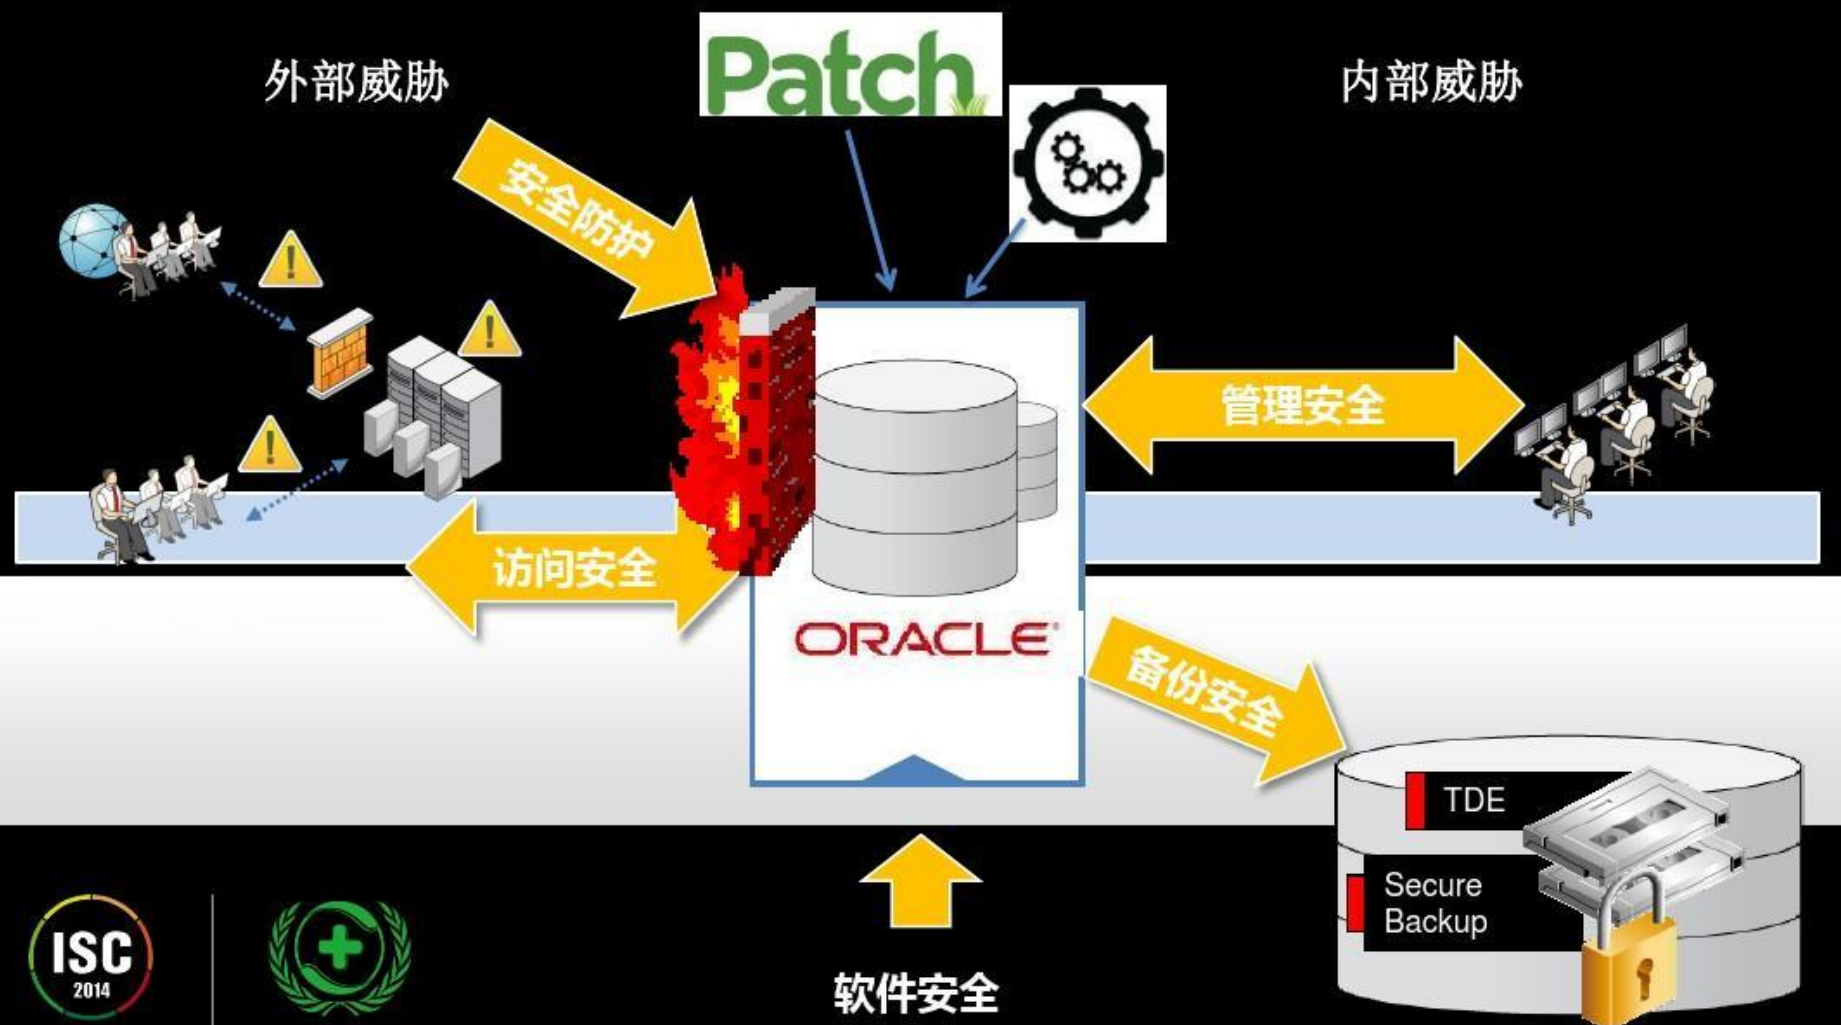 外部威胁
Patch
内部威胁
安全防护
管理安全
访问安全
ORACLE
备份安全
TDE
Secure
Backup
ISC
2014
软件安全